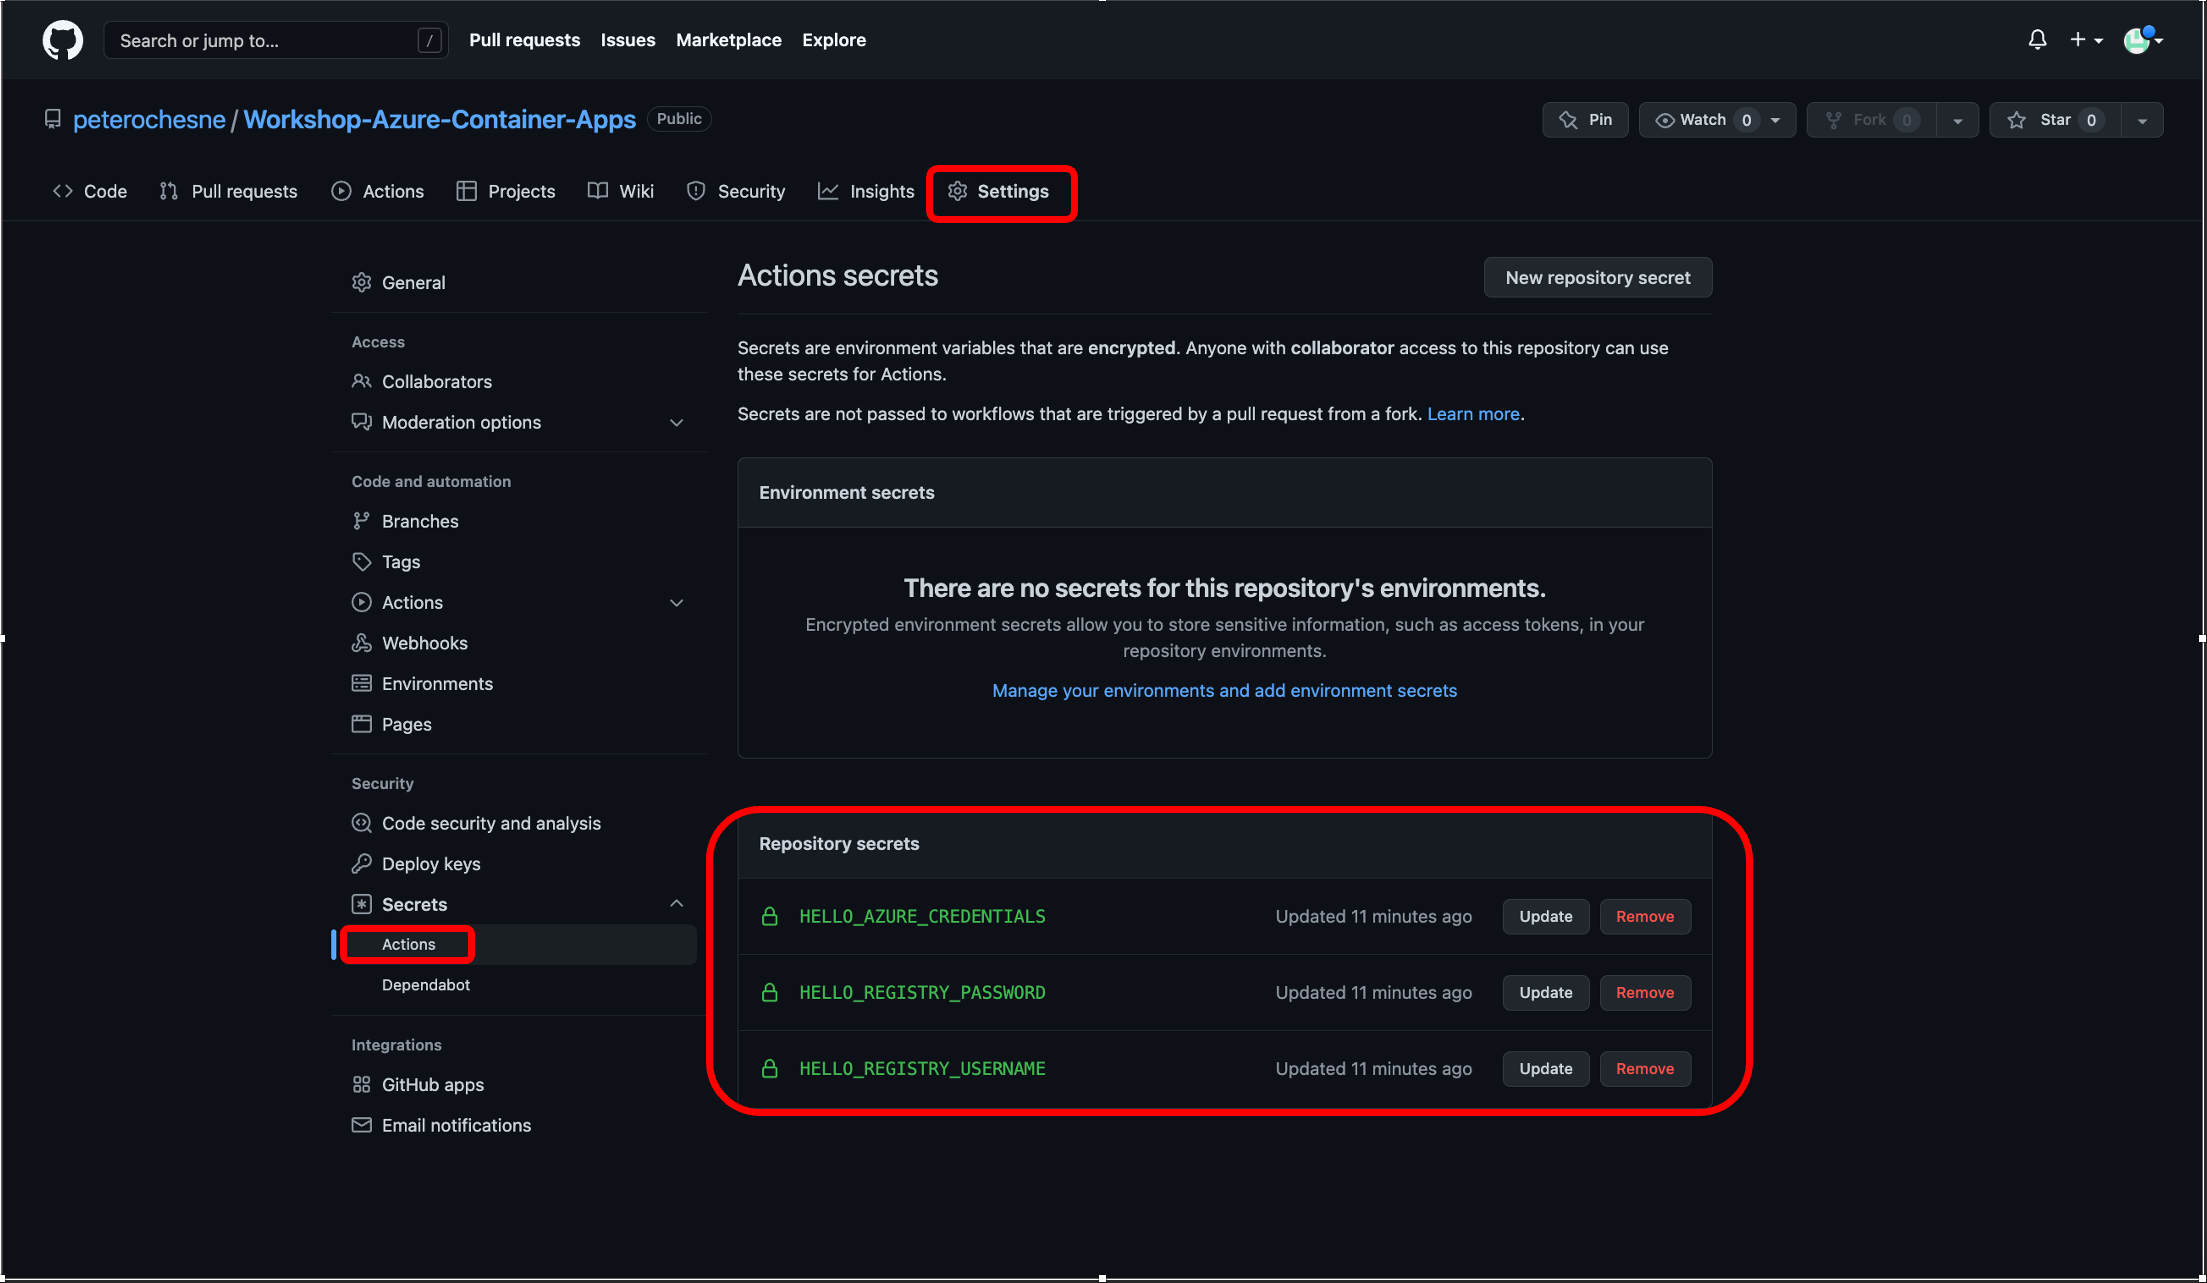 Search or jump to... /
Pull requests Issues Marketplace Explore
peterochesne / Workshop-Azure-Container-Apps Public
Pin
Watch 0
Fork 0
Star 0
Code Pull requests Actions Projects Wiki Security Insights Settings
General
Access
Collaborators
Moderation options
Code and automation
Branches
Tags
Actions
Webhooks
Environments
Pages
Security
Code security and analysis
Deploy keys
Secrets
Actions
Dependabot
Integrations
GitHub apps
Email notifications
Actions secrets
New repository secret
Secrets are environment variables that are encrypted. Anyone with collaborator access to this repository can use
these secrets for Actions.
Secrets are not passed to workflows that are triggered by a pull request from a fork. Learn more.
Environment secrets
There are no secrets for this repository's environments.
Encrypted environment secrets allow you to store sensitive information, such as access tokens, in your
repository environments.
Manage your environments and add environment secrets
Repository secrets
HELLO_AZURE_CREDENTIALS Updated 11 minutes ago Update Remove
HELLO_REGISTRY_PASSWORD Updated 11 minutes ago Update Remove
HELLO_REGISTRY_USERNAME Updated 11 minutes ago Update Remove